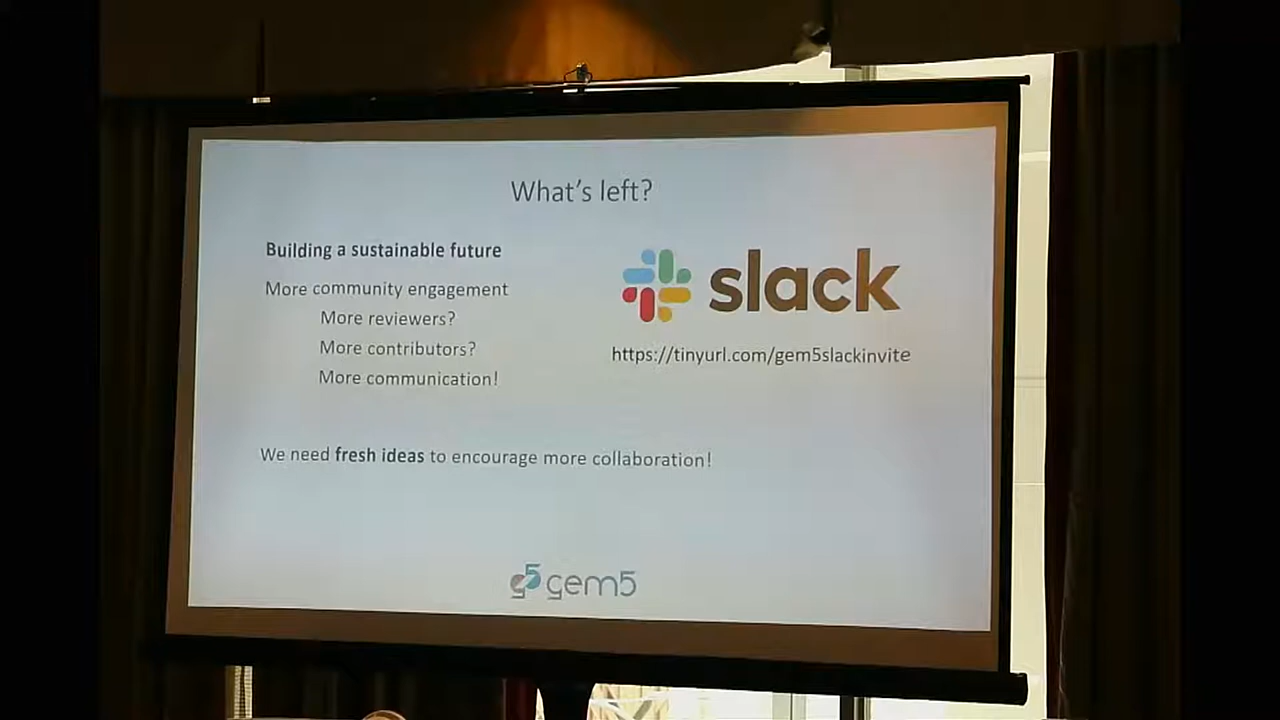 What's left?
Building a sustainable future
More community engagement
More reviewers?
More contributors?
More communication!
slack
https://tinyurl.com/gem5slackinvite
We need fresh ideas to encourage more collaboration!
g5 gem5